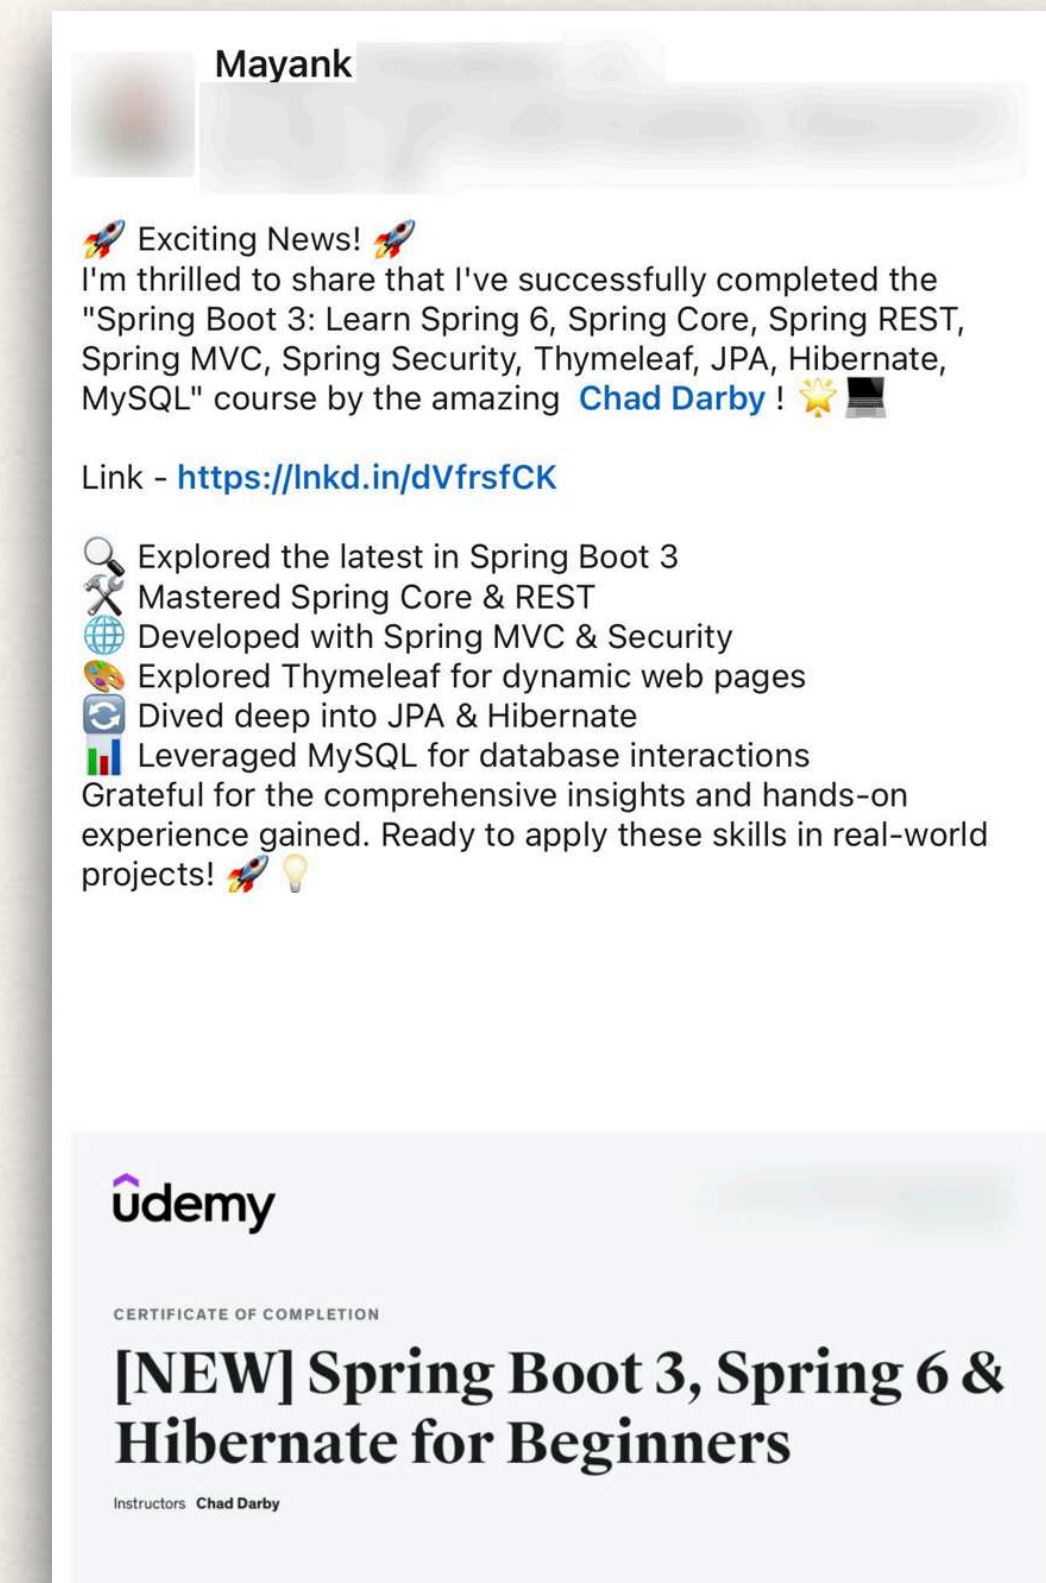 Mayank
🚀 Exciting News! 🚀
I'm thrilled to share that I've successfully completed the
"Spring Boot 3: Learn Spring 6, Spring Core, Spring REST,
Spring MVC, Spring Security, Thymeleaf, JPA, Hibernate,
MySQL" course by the amazing Chad Darby ! 🌟💻
Link - https://lnkd.in/dVfrsfCK
🔍 Explored the latest in Spring Boot 3
🛠️ Mastered Spring Core & REST
🌐 Developed with Spring MVC & Security
🎨 Explored Thymeleaf for dynamic web pages
🔄 Dived deep into JPA & Hibernate
📊 Leveraged MySQL for database interactions
Grateful for the comprehensive insights and hands-on
experience gained. Ready to apply these skills in real-world
projects! 🚀💡
udemy
CERTIFICATE OF COMPLETION
[NEW] Spring Boot 3, Spring 6 &
Hibernate for Beginners
Instructors Chad Darby